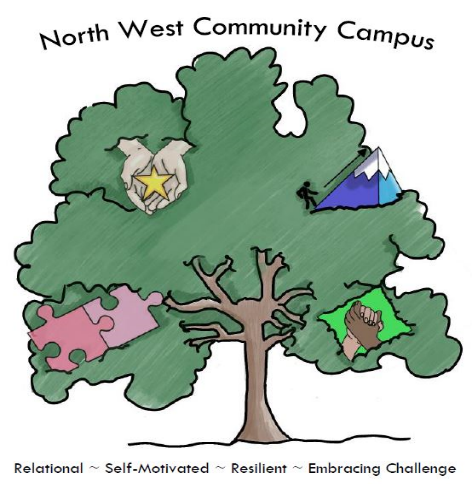 North West Community Campus
Relational ~ Self-Motivated ~ Resilient ~ Embracing Challenge